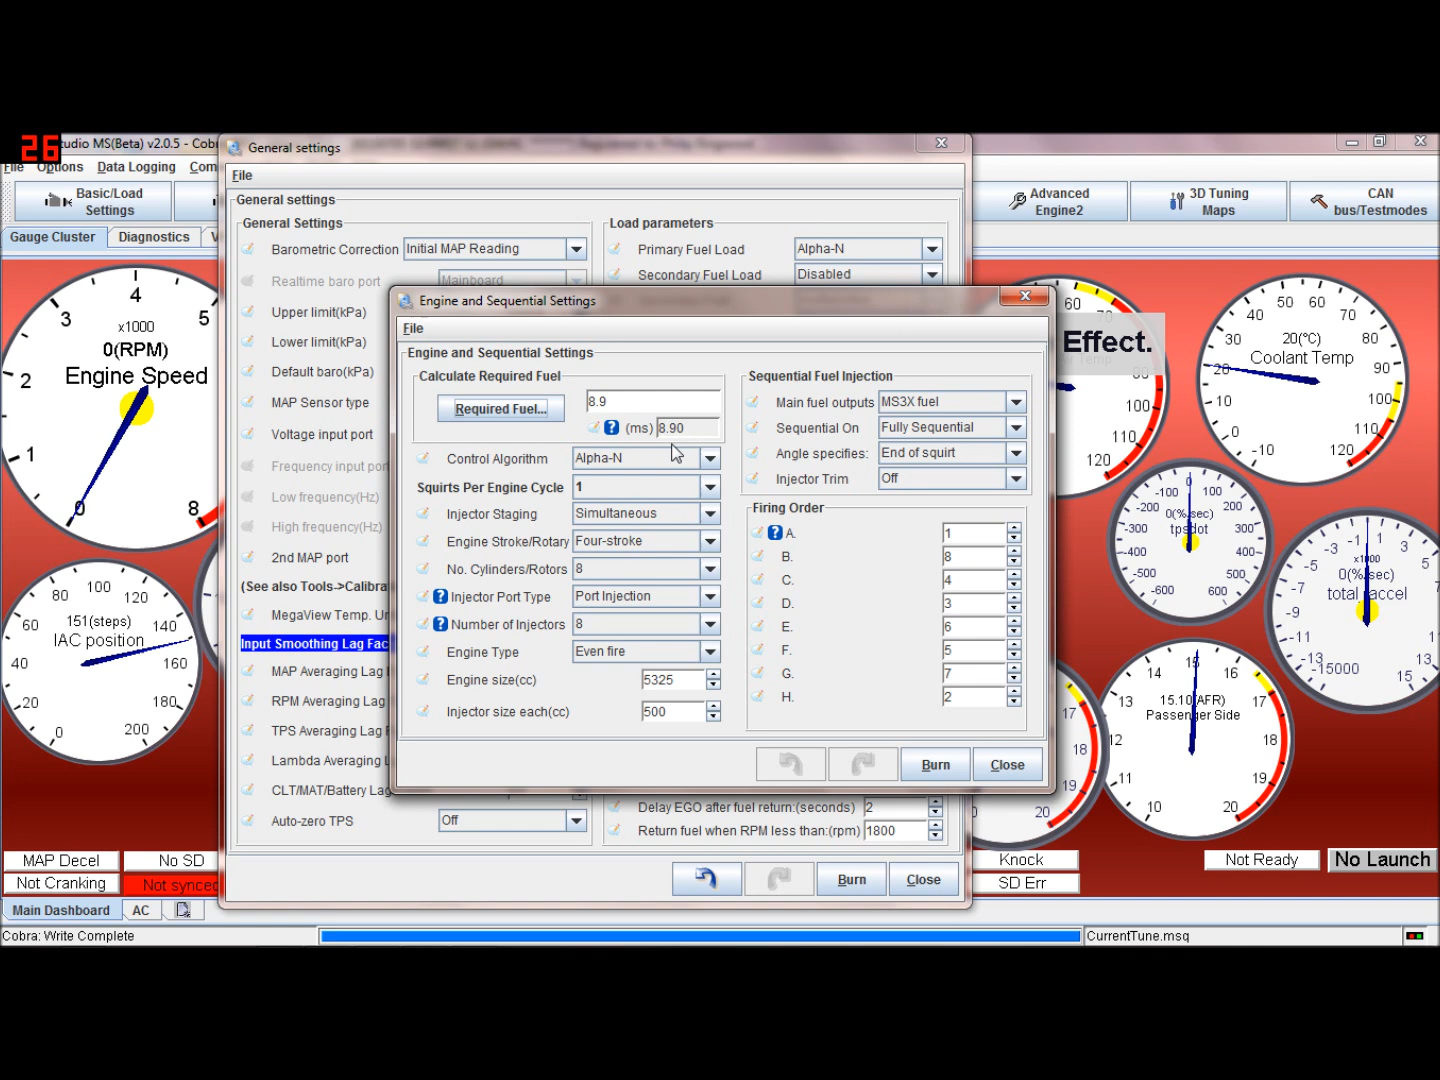 26
tudio MS(Beta) v2.0.5 - Cob
General settings
File Options Data Logging Com
File
Basic/Load Settings
Advanced Engine2
3D Tuning Maps
CAN bus/Testmodes
Gauge Cluster Diagnostics
General settings
General Settings
Load parameters
Barometric Correction Initial MAP Reading
Primary Fuel Load Alpha-N
Realtime baro port Mainboard
Secondary Fuel Load Disabled
Upper limit(kPa)
Lower limit(kPa)
Default baro(kPa)
MAP Sensor type
Voltage input port
Frequency input port
Low frequency(Hz)
High frequency(Hz)
2nd MAP port
(See also Tools->Calibra
MegaView Temp. Un
Input Smoothing Lag Fac
MAP Averaging Lag
RPM Averaging Lag
TPS Averaging Lag F
Lambda Averaging L
CLT/MAT/Battery Lag
Auto-zero TPS Off
Delay EGO after fuel return:(seconds) 2
Return fuel when RPM less than:(rpm) 1800
Burn Close
Engine and Sequential Settings
File
Engine and Sequential Settings
Calculate Required Fuel
Required Fuel...
8.9
(ms) 8.90
Control Algorithm Alpha-N
Squirts Per Engine Cycle 1
Injector Staging Simultaneous
Engine Stroke/Rotary Four-stroke
No. Cylinders/Rotors 8
Injector Port Type Port Injection
Number of Injectors 8
Engine Type Even fire
Engine size(cc) 5325
Injector size each(cc) 500
Sequential Fuel Injection
Main fuel outputs MS3X fuel
Sequential On Fully Sequential
Angle specifies: End of squirt
Injector Trim Off
Firing Order
A. 1
B. 8
C. 4
D. 3
E. 6
F. 5
G. 7
H. 2
Burn Close
Effect.
0 1 2 3 4 5 8
x1000
0(RPM)
Engine Speed
0 20 40 60 80 100 120 140 160 180 200
151(steps)
IAC position
60 100 110 120
-10 0 10 20 30 40 50 60 70 80 90 100 110 120
20(°C)
Coolant Temp
-600 -500 -400 -300 -200 -100 0 100 200 300 400 500 600
0(%.sec)
tpsdot
-15000 -13 -11 -9 -7 -5 -3 -1 1 3 5 7
x1000
0(%.sec)
total accel
17 18 19 20
10 11 12 13 14 15 16 17 18 19 20
15.10(AFR)
Passenger Side
MAP Decel No SD
Not Cranking Not synced
Knock
SD Err
Not Ready No Launch
Main Dashboard AC
Cobra: Write Complete
CurrentTune.msq